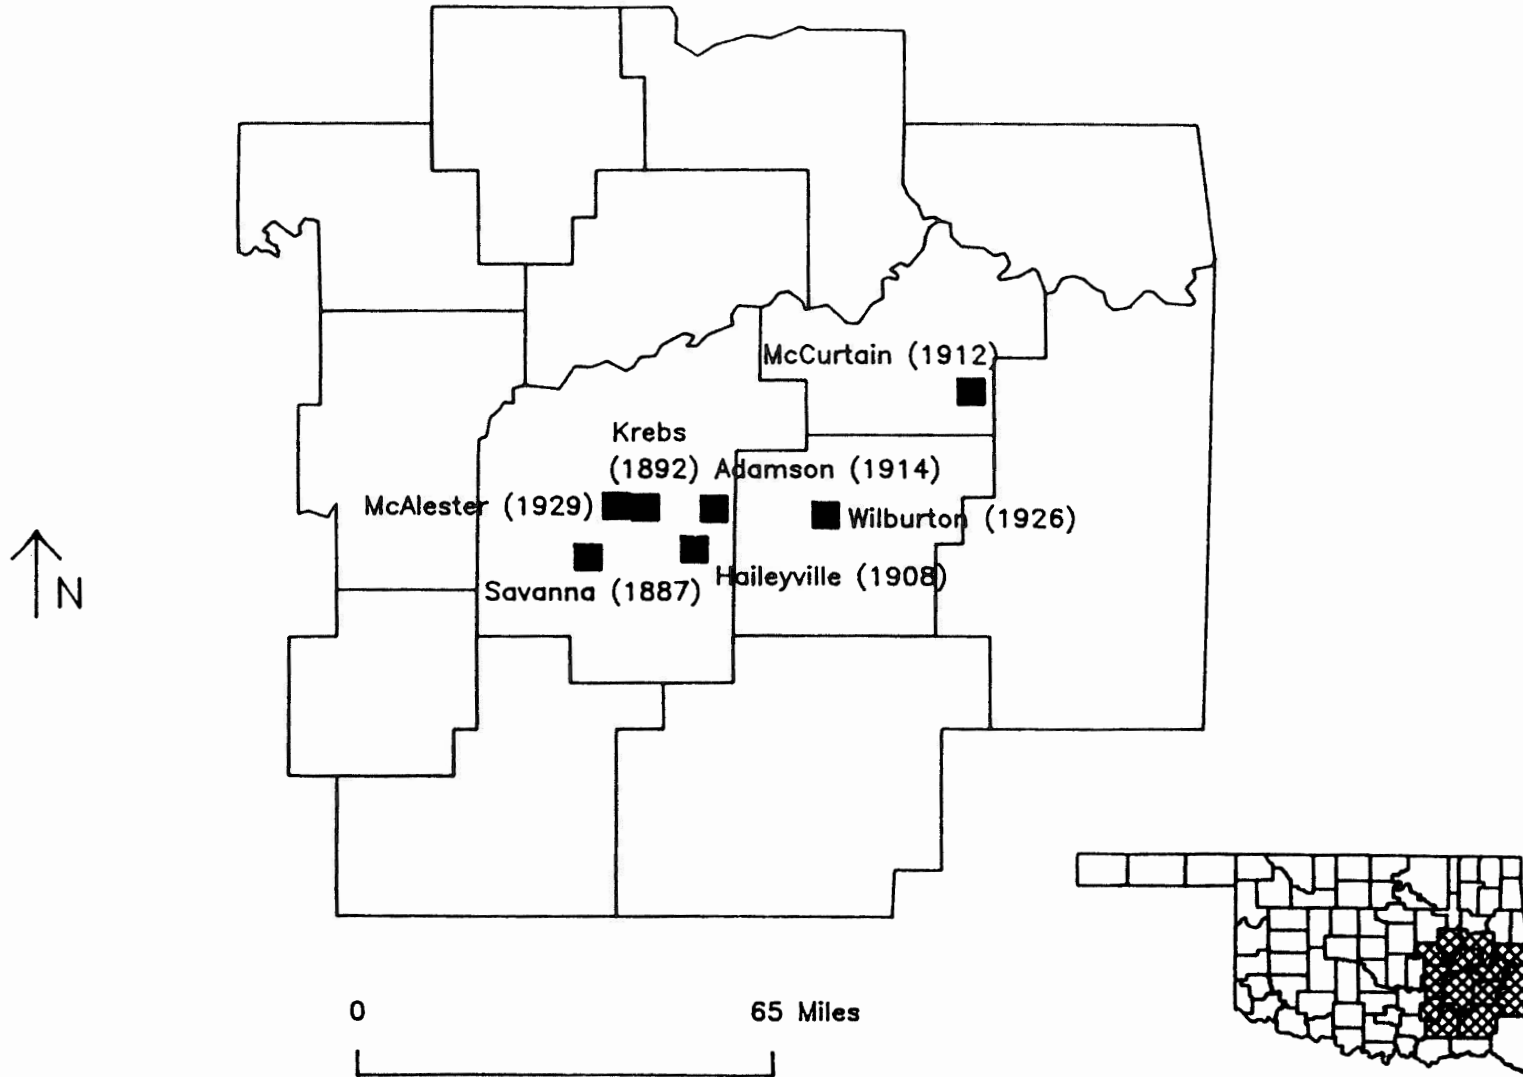 McCurtain (1912)
Krebs
(1892) Adamson (1914)
McAlester (1929)
Wilburton (1926)
Haileyville (1908)
Savanna (1887)
N
0 65 Miles